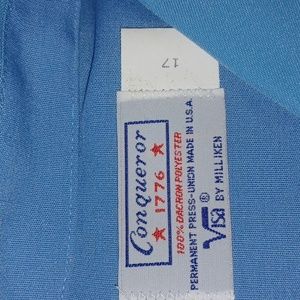 17
Conqueror
★ 1776 ★
100% DACRON POLYESTER
PERMANENT PRESS-UNION MADE IN U.S.A.
VISA® BY MILLIKEN